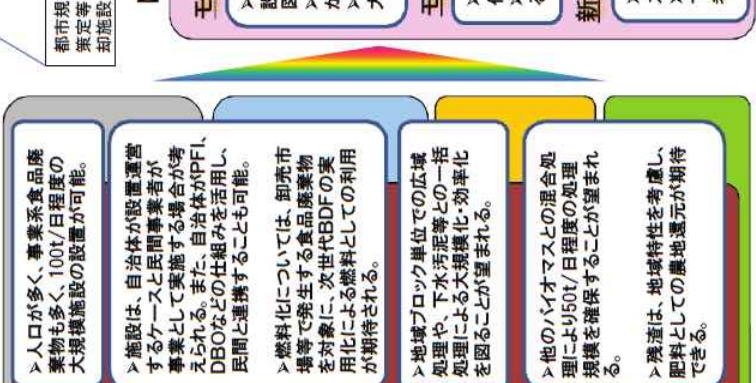 都市規
策定等
却施設
➢人口が多く、事業系食品廃
棄物も多く、100t/日程度の
大規模施設の設置が可能。
➢施設は、自治体が設置運営
するケースと民間事業者が
事業として実施する場合が考
えられる。また、自治体がPFI、
DBOなどの仕組みを活用し、
民間と連携することも可能。
➢燃料化については、卸売市
場等で発生する食品廃棄物
を対象に、次世代BDFの実
用化による燃料としての利用
が期待される。
➢地域ブロック単位での広域
処理や、下水汚泥等との一括
処理による大規模化・効率化
を図ることが望まれる。
➢他のバイオマスとの混合処
理により50t/日程度の処理
規模を確保することが望まれ
る。
➢残渣は、地域特性を考慮し、
肥料としての農地還元が期待
できる。
モ
➢設
図
➢が
モ
新